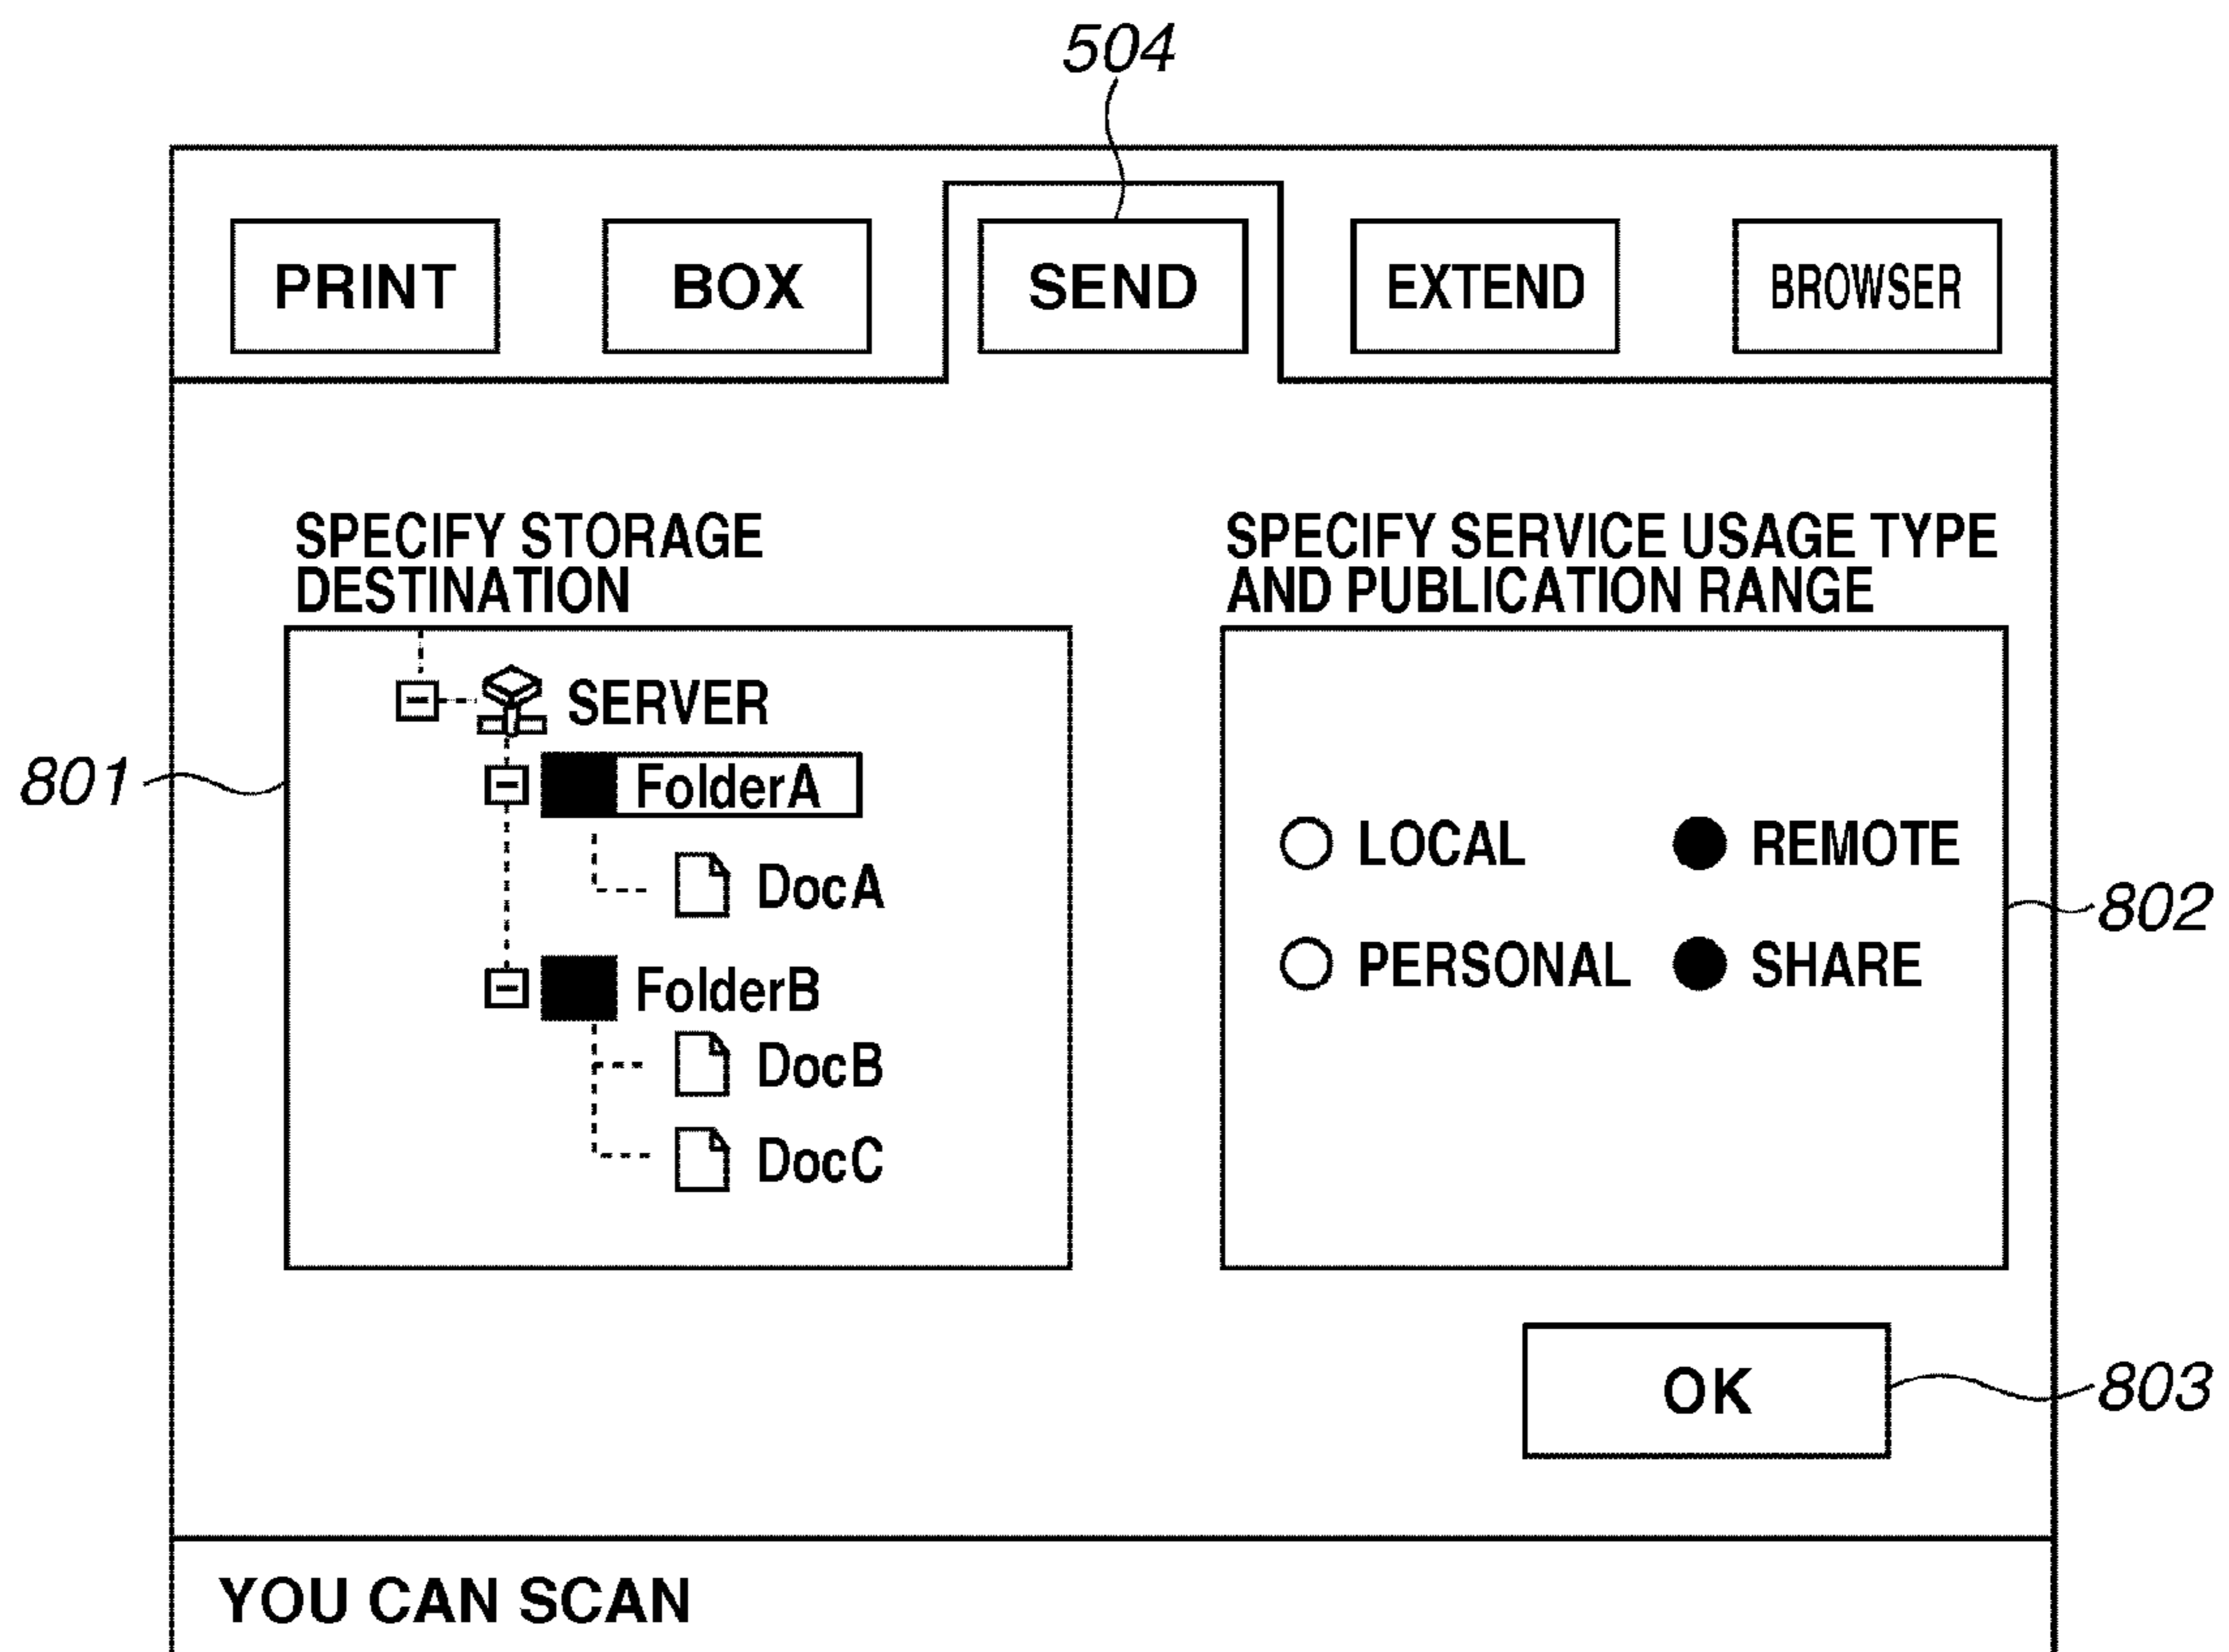 504
PRINT BOX SEND EXTEND BROWSER
SPECIFY STORAGE
DESTINATION
801
SERVER
FolderA
DocA
FolderB
DocB
DocC
SPECIFY SERVICE USAGE TYPE
AND PUBLICATION RANGE
LOCAL REMOTE
802
PERSONAL SHARE
OK
803
YOU CAN SCAN